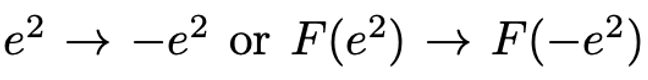 e² → −e² or F(e²) → F(−e²)